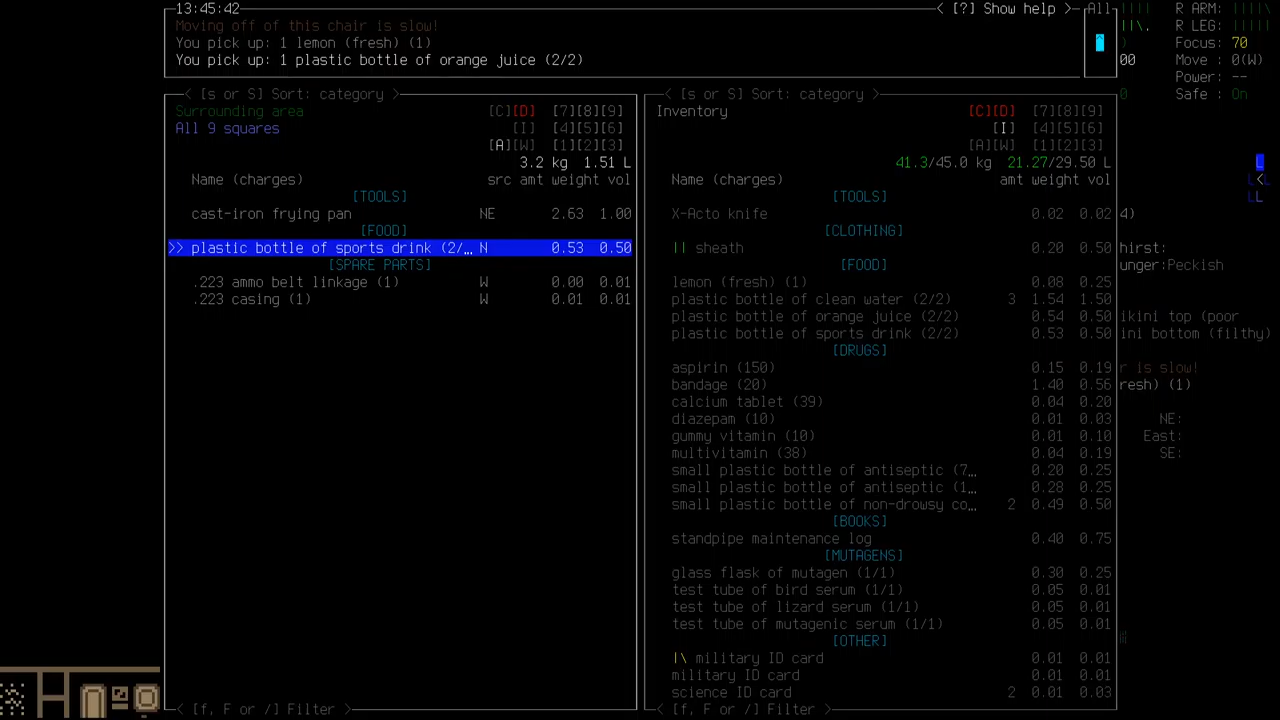 13:45:42 < [?] Show help > All
Moving off of this chair is slow!
You pick up: 1 lemon (fresh) (1)
You pick up: 1 plastic bottle of orange juice (2/2)
R ARM:
R LEG:
Focus: 70
00 Move : 0(W)
Power: --
0 Safe : On
< [s or S] Sort: category >
Surrounding area [C][D] [7][8][9]
All 9 squares [I] [4][5][6]
[A][W] [1][2][3]
3.2 kg 1.51 L
Name (charges) src amt weight vol
[TOOLS]
cast-iron frying pan NE 2.63 1.00
[FOOD]
>> plastic bottle of sports drink (2/… N 0.53 0.50
[SPARE PARTS]
.223 ammo belt linkage (1) W 0.00 0.01
.223 casing (1) W 0.01 0.01
< [f, F or /] Filter >
< [s or S] Sort: category >
Inventory [C][D] [7][8][9]
[I] [4][5][6]
[A][W] [1][2][3]
41.3/45.0 kg 21.27/29.50 L
Name (charges) amt weight vol
[TOOLS]
X-Acto knife 0.02 0.02
[CLOTHING]
|| sheath 0.20 0.50
[FOOD]
lemon (fresh) (1) 0.08 0.25
plastic bottle of clean water (2/2) 3 1.54 1.50
plastic bottle of orange juice (2/2) 0.54 0.50
plastic bottle of sports drink (2/2) 0.53 0.50
[DRUGS]
aspirin (150) 0.15 0.19
bandage (20) 1.40 0.56
calcium tablet (39) 0.04 0.20
diazepam (10) 0.01 0.03
gummy vitamin (10) 0.01 0.10
multivitamin (38) 0.04 0.19
small plastic bottle of antiseptic (7… 0.20 0.25
small plastic bottle of antiseptic (1… 0.28 0.25
small plastic bottle of non-drowsy co… 2 0.49 0.50
[BOOKS]
standpipe maintenance log 0.40 0.75
[MUTAGENS]
glass flask of mutagen (1/1) 0.30 0.25
test tube of bird serum (1/1) 0.05 0.01
test tube of lizard serum (1/1) 0.05 0.01
test tube of mutagenic serum (1/1) 0.05 0.01
[OTHER]
|\ military ID card 0.01 0.01
military ID card 0.01 0.01
science ID card 2 0.01 0.03
< [f, F or /] Filter >
4)
hirst:
unger:Peckish
ikini top (poor
ini bottom (filthy)
r is slow!
resh) (1)
NE:
East:
SE: